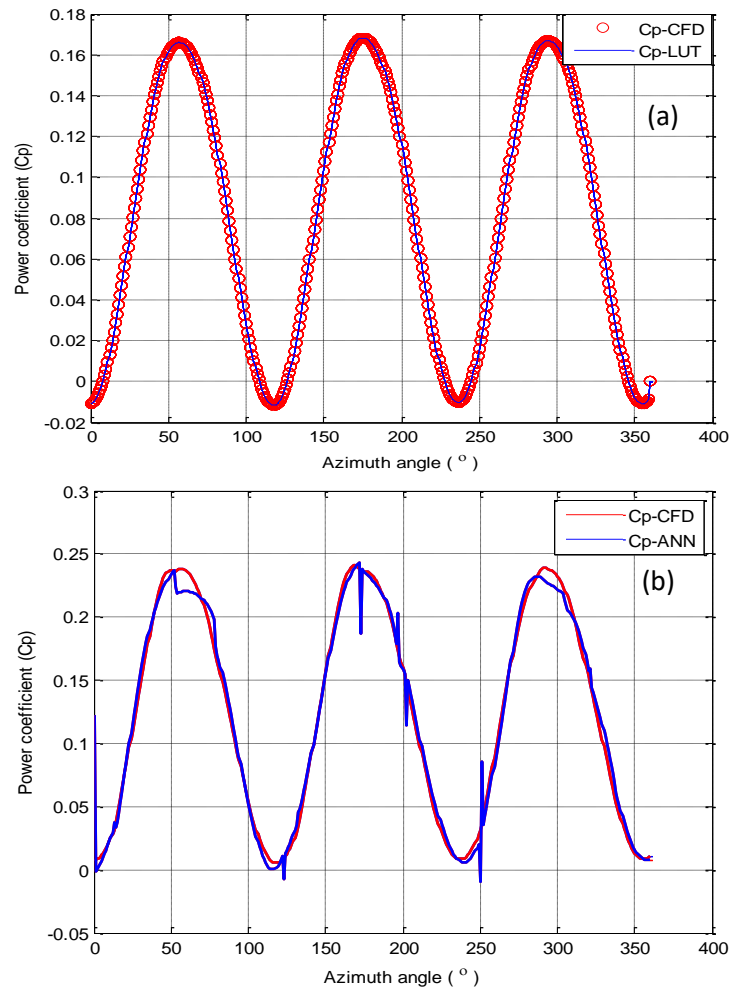 0.18
0.16
0.14
0.12
0.1
0.08
0.06
0.04
0.02
0
-0.02
Power coefficient (Cp)
Cp-CFD
Cp-LUT
(a)
0 50 100 150 200 250 300 350 400
Azimuth angle ( o )
0.3
0.25
0.2
0.15
0.1
0.05
0
-0.05
Power coefficient (Cp)
Cp-CFD
Cp-ANN
(b)
0 50 100 150 200 250 300 350 400
Azimuth angle ( o )